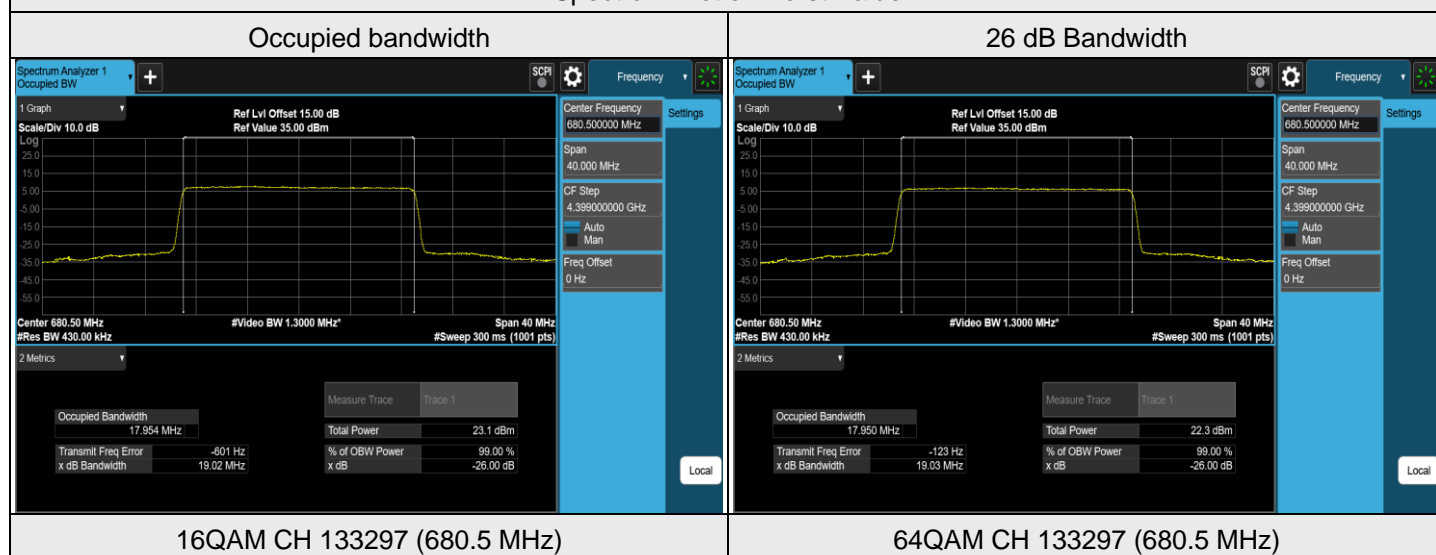 Occupied bandwidth
26 dB Bandwidth
Spectrum Analyzer 1
Occupied BW
+
SCPI
Frequency
1 Graph
Ref Lvl Offset 15.00 dB
Scale/Div 10.0 dB
Ref Value 35.00 dBm
Log
25.0
15.0
5.00
-5.00
-15.0
-25.0
-35.0
-45.0
-55.0
Center 680.50 MHz
#Video BW 1.3000 MHz*
Span 40 MHz
#Res BW 430.00 kHz
#Sweep 300 ms (1001 pts)
2 Metrics
Measure Trace
Trace 1
Occupied Bandwidth
17.954 MHz
Total Power
23.1 dBm
Transmit Freq Error
-601 Hz
% of OBW Power
99.00 %
x dB Bandwidth
19.02 MHz
x dB
-26.00 dB
Center Frequency
680.500000 MHz
Settings
Span
40.000 MHz
CF Step
4.399000000 GHz
Auto
Man
Freq Offset
0 Hz
Local
Spectrum Analyzer 1
Occupied BW
+
SCPI
Frequency
1 Graph
Ref Lvl Offset 15.00 dB
Scale/Div 10.0 dB
Ref Value 35.00 dBm
Log
25.0
15.0
5.00
-5.00
-15.0
-25.0
-35.0
-45.0
-55.0
Center 680.50 MHz
#Video BW 1.3000 MHz*
Span 40 MHz
#Res BW 430.00 kHz
#Sweep 300 ms (1001 pts)
2 Metrics
Measure Trace
Trace 1
Occupied Bandwidth
17.950 MHz
Total Power
22.3 dBm
Transmit Freq Error
-123 Hz
% of OBW Power
99.00 %
x dB Bandwidth
19.03 MHz
x dB
-26.00 dB
Center Frequency
680.500000 MHz
Settings
Span
40.000 MHz
CF Step
4.399000000 GHz
Auto
Man
Freq Offset
0 Hz
Local
16QAM CH 133297 (680.5 MHz)
64QAM CH 133297 (680.5 MHz)